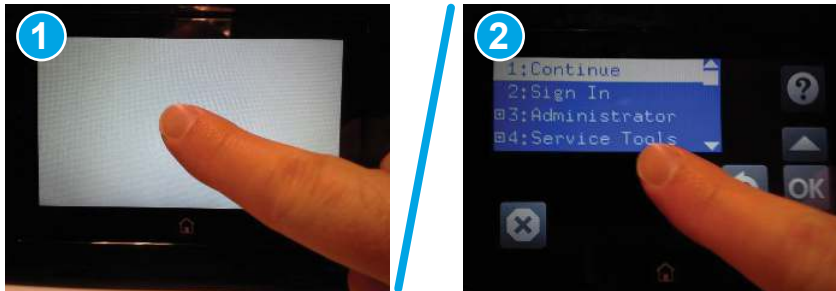 1
2
1:Continue
2:Sign In
+3:Administrator
+4:Service Tools
?
OK